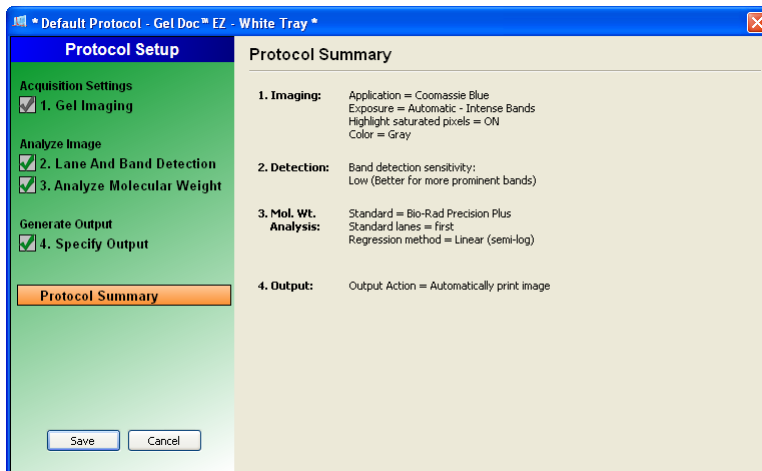 * Default Protocol - Gel Doc™ EZ - White Tray *
Protocol Setup
Acquisition Settings
1. Gel Imaging
Analyze Image
2. Lane And Band Detection
3. Analyze Molecular Weight
Generate Output
4. Specify Output
Protocol Summary
Save
Cancel
Protocol Summary
1. Imaging: Application = Coomassie Blue
Exposure = Automatic - Intense Bands
Highlight saturated pixels = ON
Color = Gray
2. Detection: Band detection sensitivity:
Low (Better for more prominent bands)
3. Mol. Wt. Standard = Bio-Rad Precision Plus
Analysis: Standard lanes = first
Regression method = Linear (semi-log)
4. Output: Output Action = Automatically print image